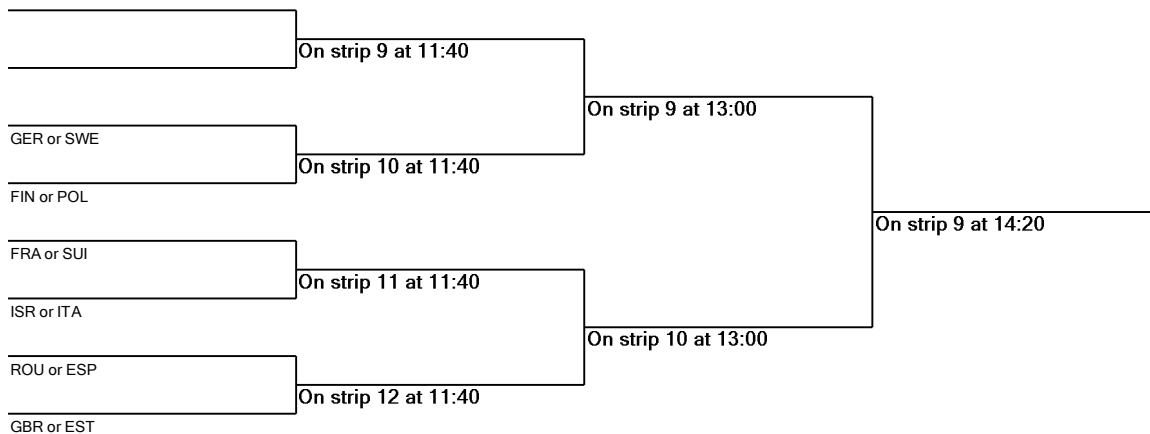 On strip 9 at 11:40
On strip 9 at 13:00
GER or SWE
On strip 10 at 11:40
FIN or POL
On strip 9 at 14:20
FRA or SUI
On strip 11 at 11:40
ISR or ITA
On strip 10 at 13:00
ROU or ESP
On strip 12 at 11:40
GBR or EST